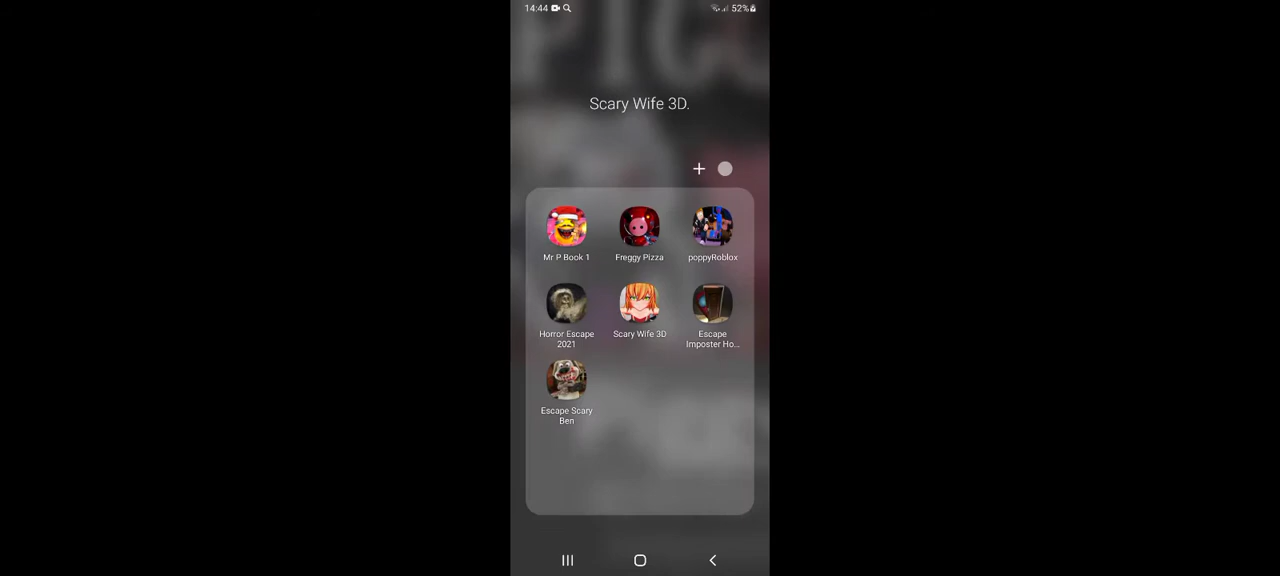 14:44
52%
Scary Wife 3D.
Mr P Book 1
Freggy Pizza
poppyRoblox
Horror Escape
2021
Scary Wife 3D
Escape
Imposter Ho...
Escape Scary
Ben